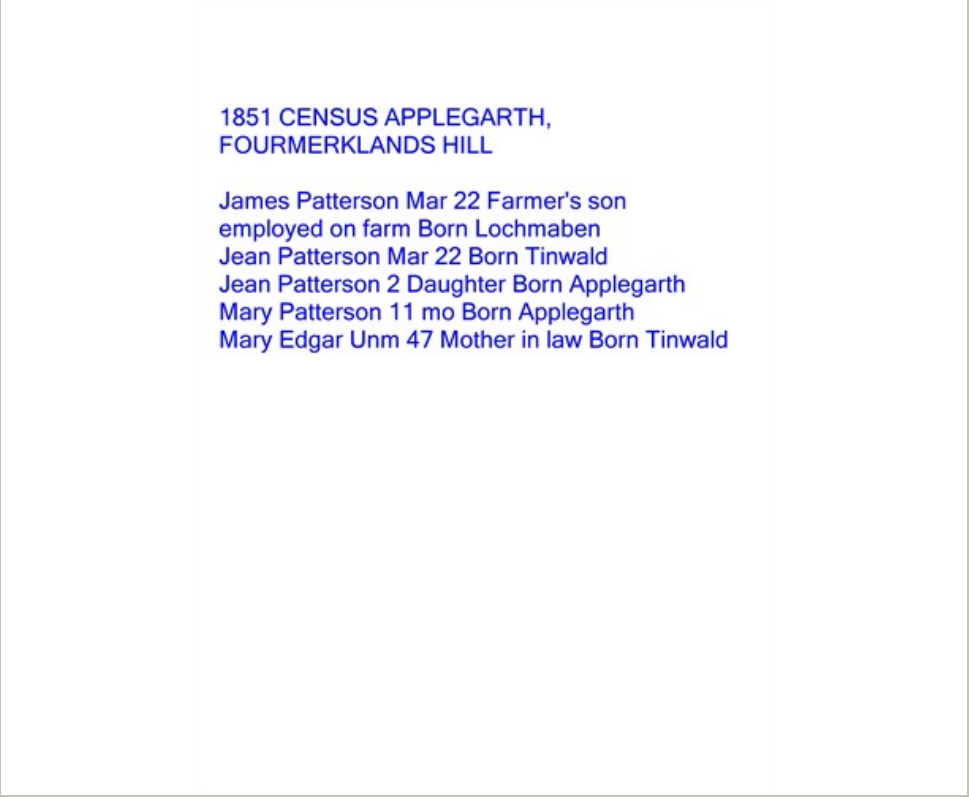 1851 CENSUS APPLEGARTH,
FOURMERKLANDS HILL
James Patterson Mar 22 Farmer's son
employed on farm Born Lochmaben
Jean Patterson Mar 22 Born Tinwald
Jean Patterson 2 Daughter Born Applegarth
Mary Patterson 11 mo Born Applegarth
Mary Edgar Unm 47 Mother in law Born Tinwald